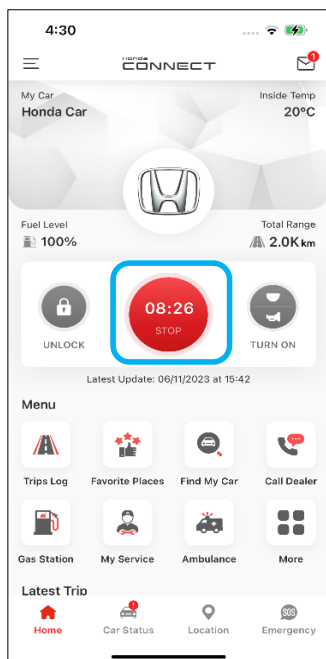 4:30
Honda
CONNECT
My Car
Inside Temp
Honda Car
20°C
Fuel Level
Total Range
100%
2.0K km
08:26
STOP
UNLOCK
TURN ON
Latest Update: 06/11/2023 at 15:42
Menu
Trips Log
Favorite Places
Find My Car
Call Dealer
Gas Station
My Service
Ambulance
More
Latest Trip
SOS
Home
Car Status
Location
Emergency